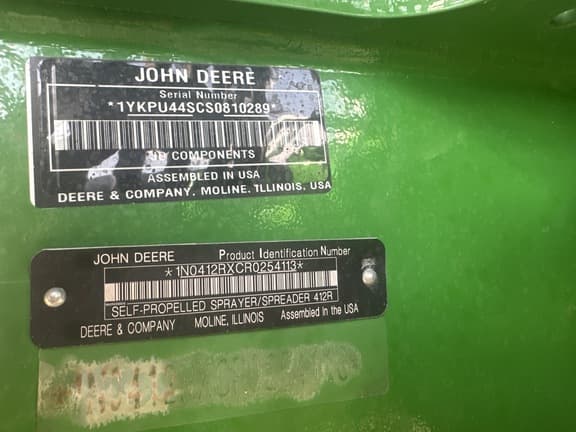 JOHN DEERE
Serial Number
*1YKPU44SCS0810289*
COMPONENTS
ASSEMBLED IN USA
DEERE & COMPANY, MOLINE, ILLINOIS, USA
JOHN DEERE Product Identification Number
*1N0412RXCR0254113*
SELF-PROPELLED SPRAYER/SPREADER 412R
DEERE & COMPANY MOLINE, ILLINOIS Assembled in the USA